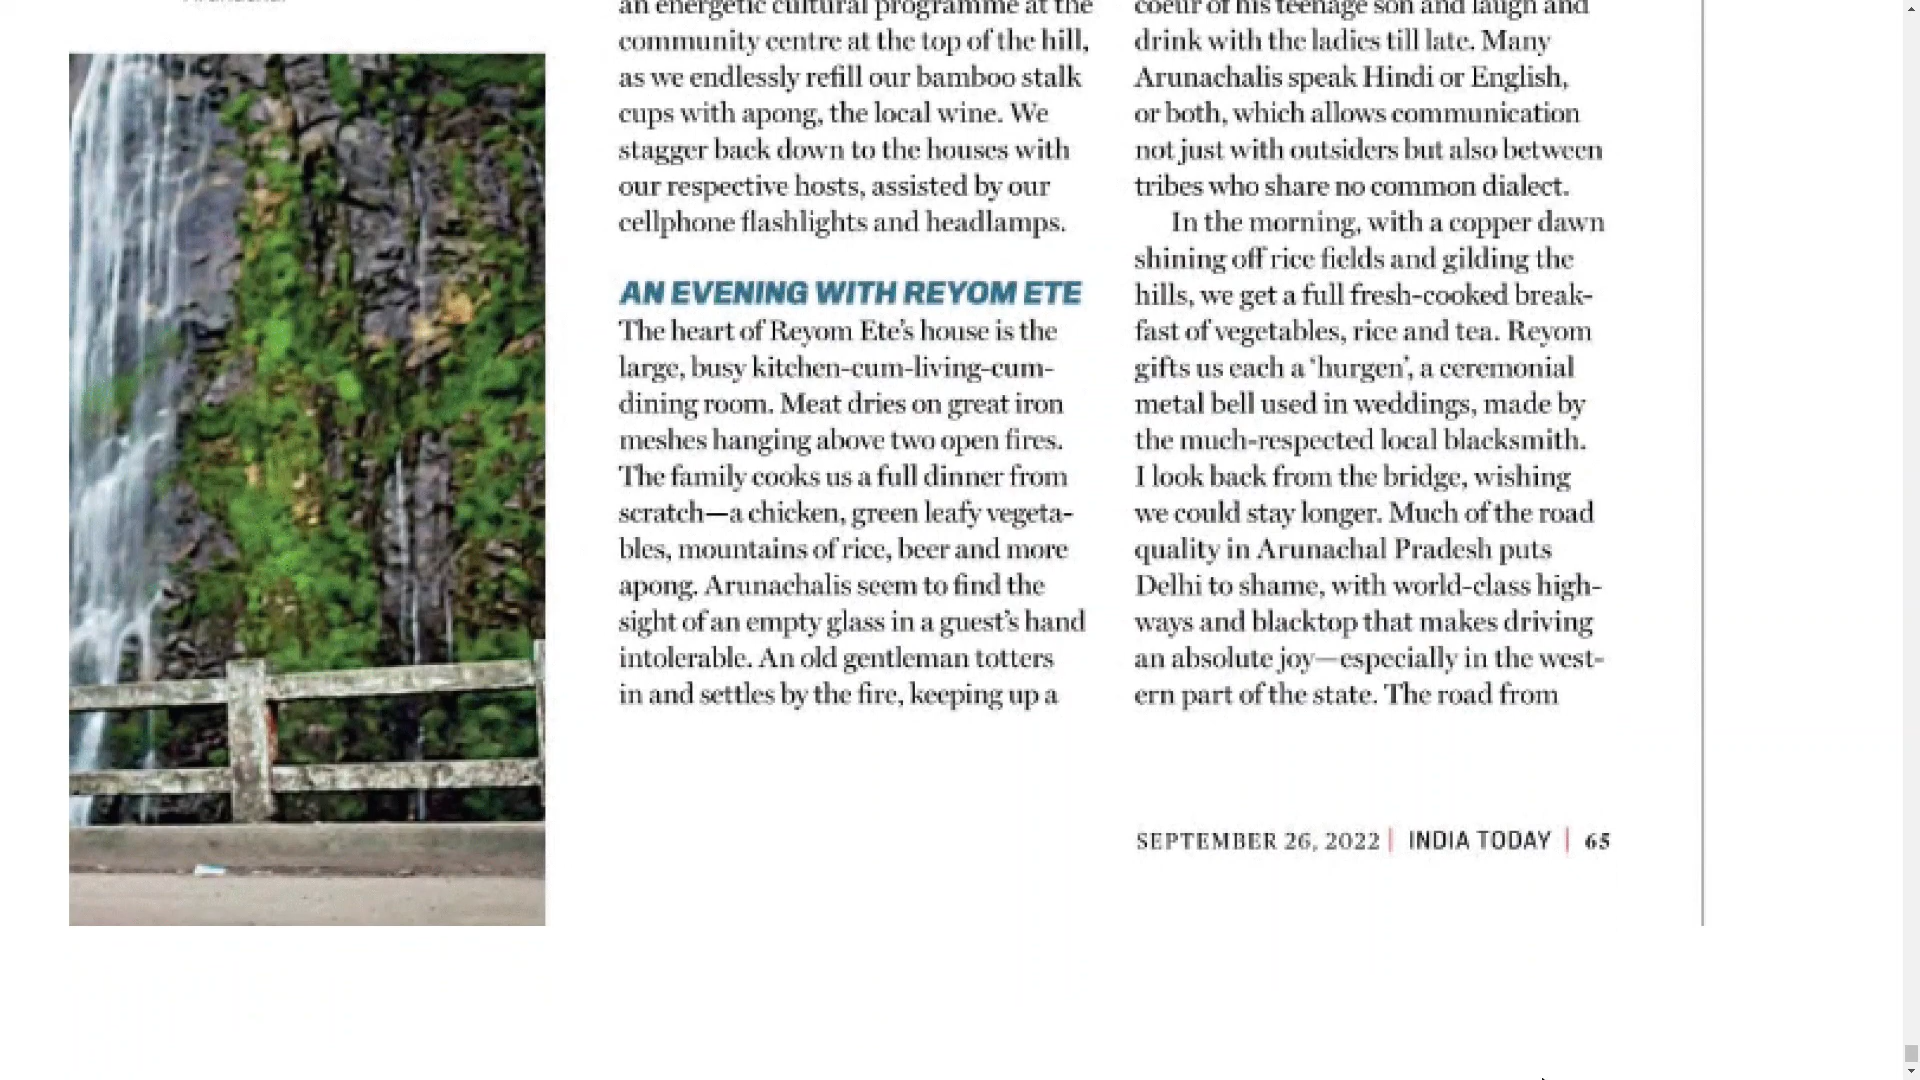 an energetic cultural programme at the
community centre at the top of the hill,
as we endlessly refill our bamboo stalk
cups with apong, the local wine. We
stagger back down to the houses with
our respective hosts, assisted by our
cellphone flashlights and headlamps.
AN EVENING WITH REYOM ETE
The heart of Reyom Ete's house is the
large, busy kitchen-cum-living-cum-
dining room. Meat dries on great iron
meshes hanging above two open fires.
The family cooks us a full dinner from
scratch—a chicken, green leafy vegeta-
bles, mountains of rice, beer and more
apong. Arunachalis seem to find the
sight of an empty glass in a guest's hand
intolerable. An old gentleman totters
in and settles by the fire, keeping up a
coeur of his teenage son and laugh and
drink with the ladies till late. Many
Arunachalis speak Hindi or English,
or both, which allows communication
not just with outsiders but also between
tribes who share no common dialect.
In the morning, with a copper dawn
shining off rice fields and gilding the
hills, we get a full fresh-cooked break-
fast of vegetables, rice and tea. Reyom
gifts us each a ‘hurgen’, a ceremonial
metal bell used in weddings, made by
the much-respected local blacksmith.
I look back from the bridge, wishing
we could stay longer. Much of the road
quality in Arunachal Pradesh puts
Delhi to shame, with world-class high-
ways and blacktop that makes driving
an absolute joy—especially in the west-
ern part of the state. The road from
SEPTEMBER 26, 2022 | INDIA TODAY | 65